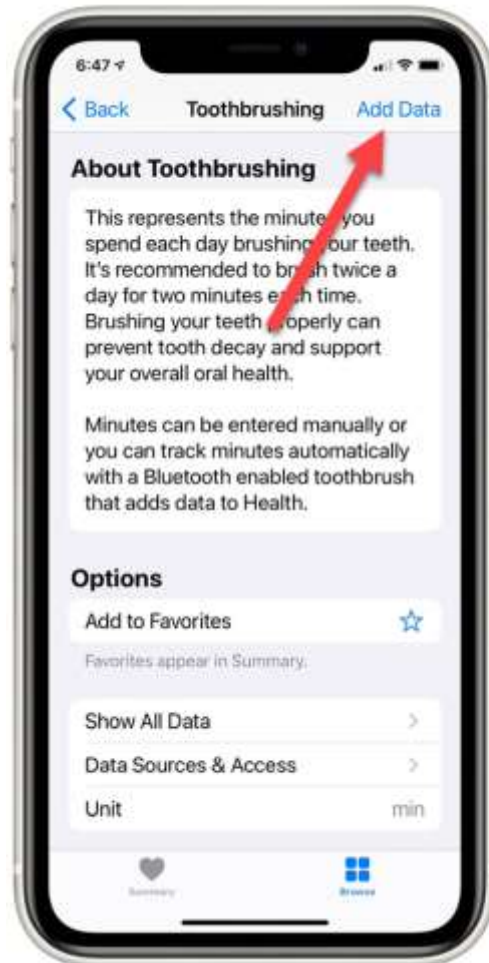 6:47
Back Toothbrushing Add Data
About Toothbrushing
This represents the minutes you
spend each day brushing your teeth.
It's recommended to brush twice a
day for two minutes each time.
Brushing your teeth properly can
prevent tooth decay and support
your overall oral health.
Minutes can be entered manually or
you can track minutes automatically
with a Bluetooth enabled toothbrush
that adds data to Health.
Options
Add to Favorites
Favorites appear in Summary.
Show All Data
Data Sources & Access
Unit min
Summary Browse